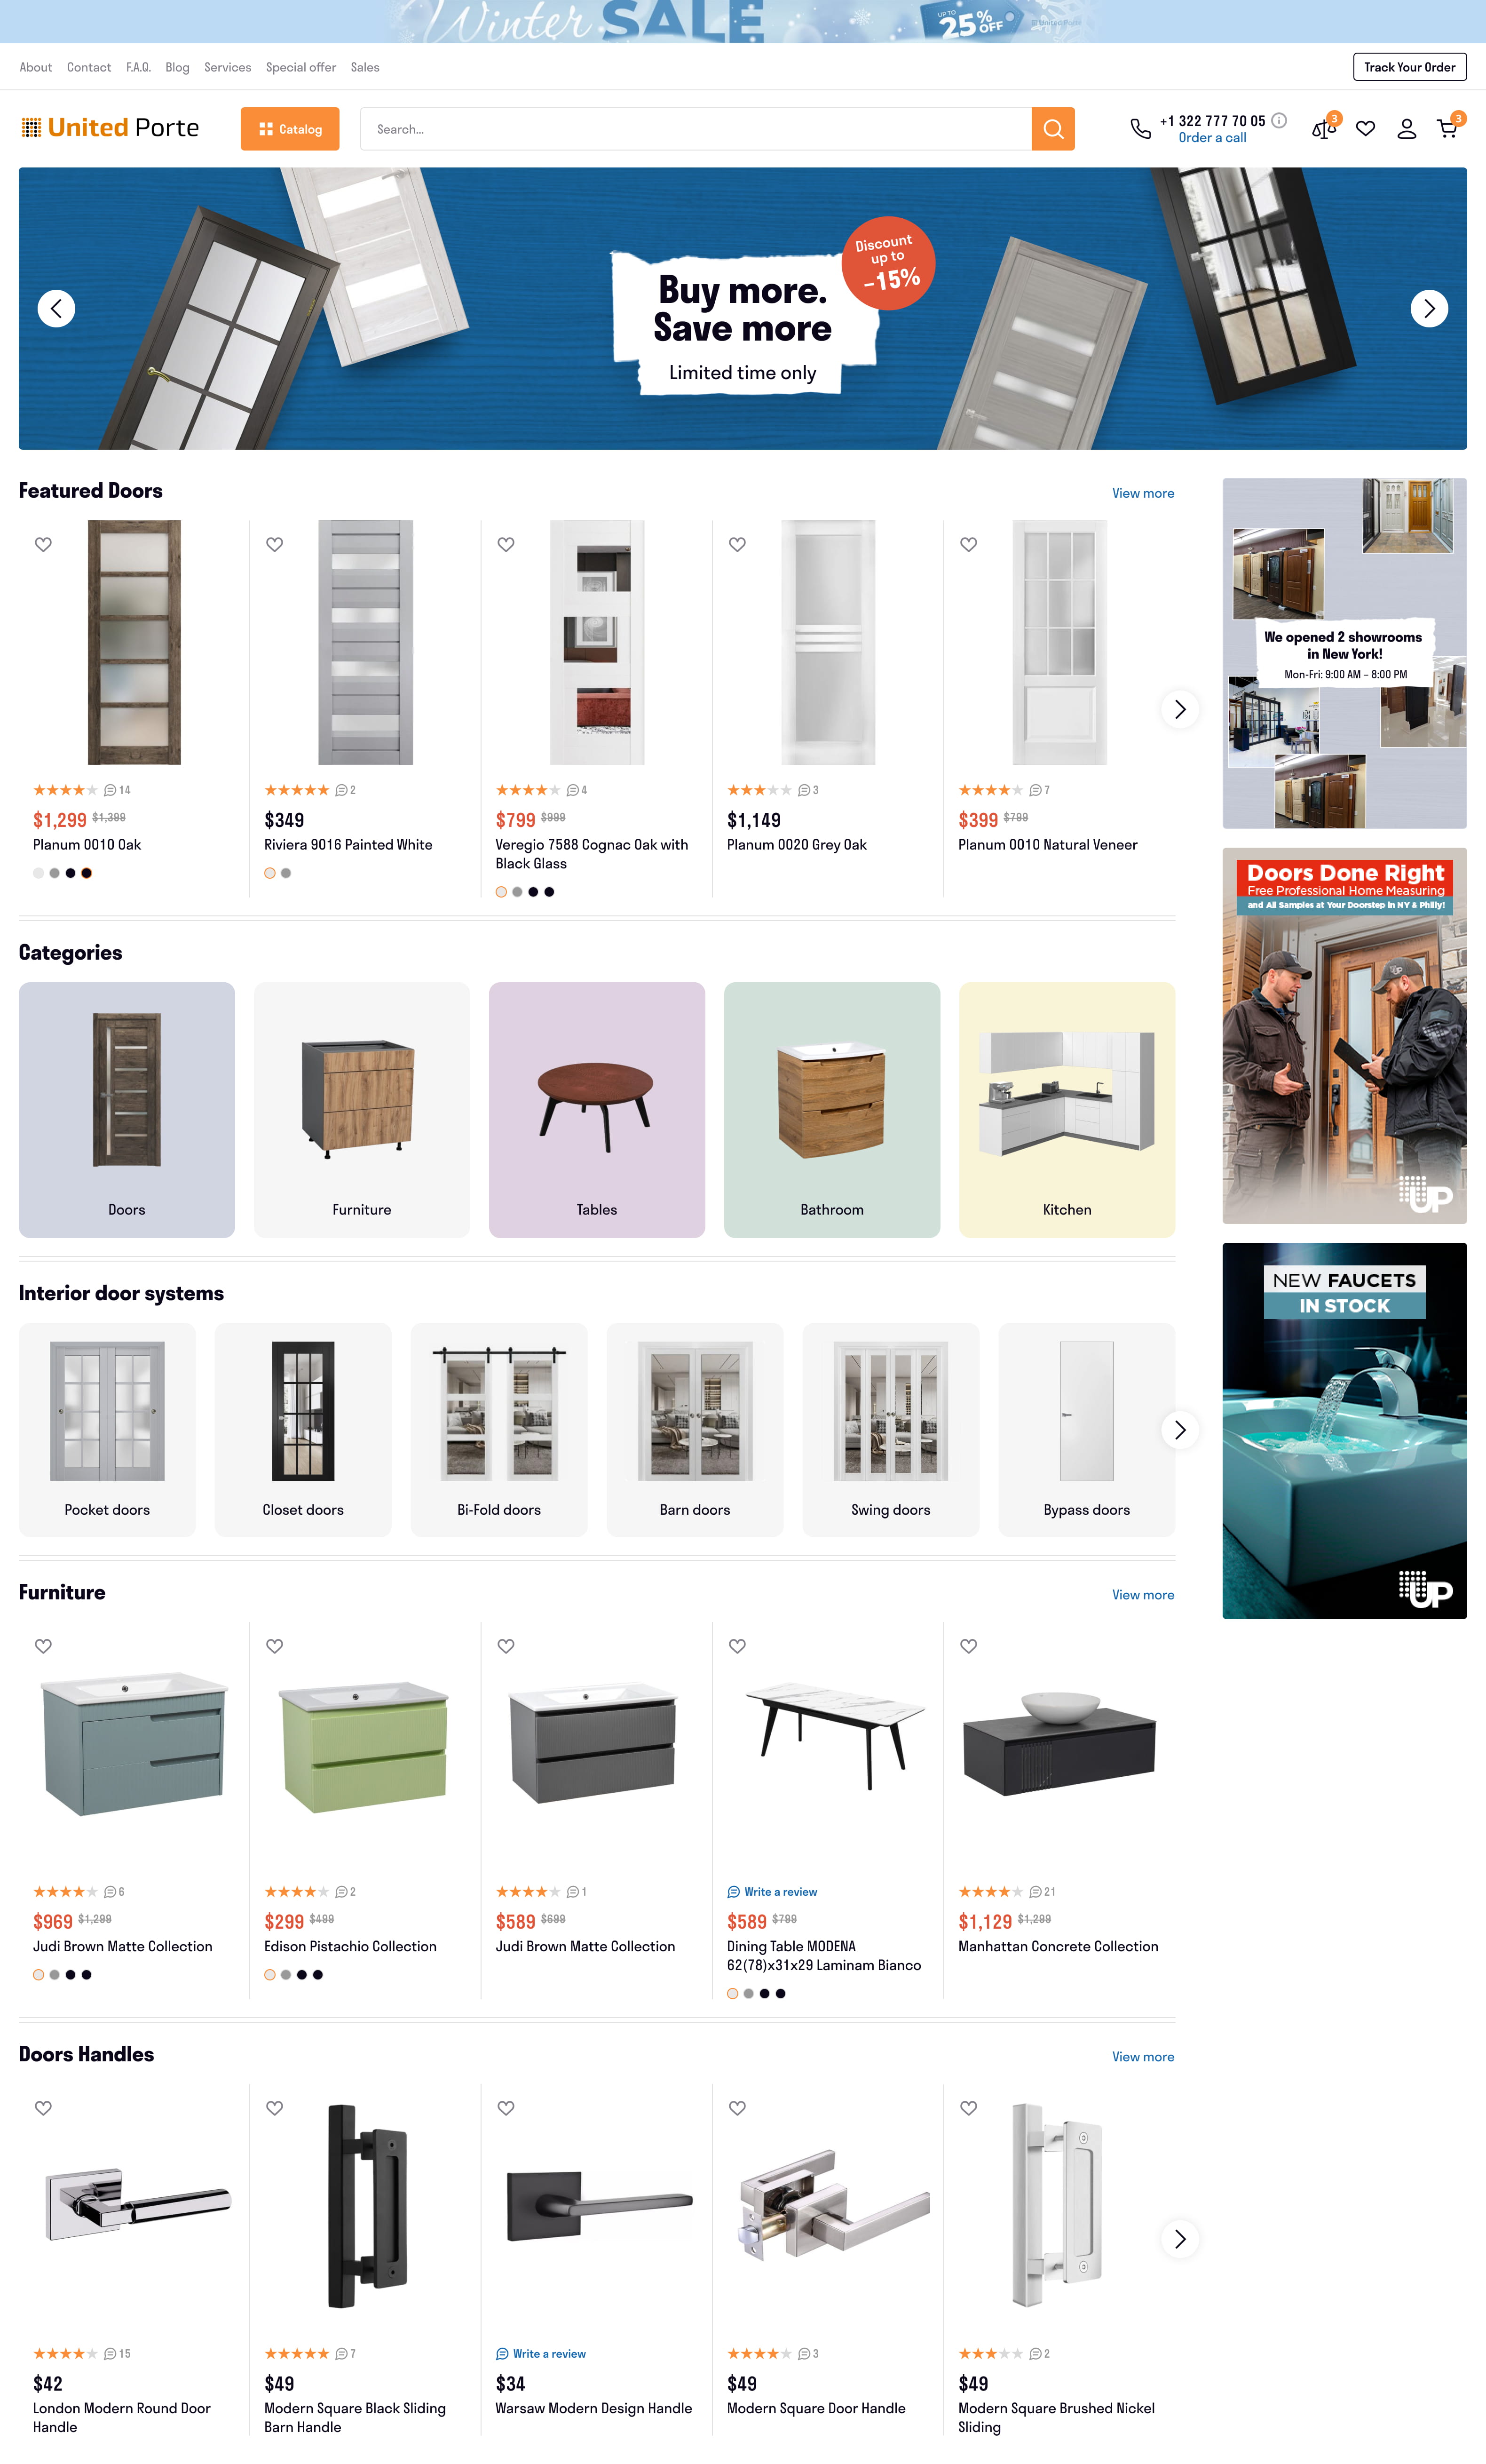 Winter SALE
UP TO
25% OFF
United Porte
About Contact F.A.Q. Blog Services Special offer Sales
Track Your Order
United Porte
Catalog
Search...
+1 322 777 70 05
Order a call
3
3
Discount
up to
-15%
Buy more.
Save more
Limited time only
Featured Doors
View more
14
$1,299 $1,399
Planum 0010 Oak
2
$349
Riviera 9016 Painted White
4
$799 $999
Veregio 7588 Cognac Oak with
Black Glass
3
$1,149
Planum 0020 Grey Oak
7
$399 $799
Planum 0010 Natural Veneer
We opened 2 showrooms
in New York!
Mon-Fri: 9:00 AM – 8:00 PM
Doors Done Right
Free Professional Home Measuring
and All Samples at Your Doorstep in NY & Philly!
UP
Categories
Doors
Furniture
Tables
Bathroom
Kitchen
NEW FAUCETS
IN STOCK
UP
Interior door systems
Pocket doors
Closet doors
Bi-Fold doors
Barn doors
Swing doors
Bypass doors
Furniture
View more
6
$969 $1,299
Judi Brown Matte Collection
2
$299 $499
Edison Pistachio Collection
1
$589 $699
Judi Brown Matte Collection
Write a review
$589 $799
Dining Table MODENA
62(78)x31x29 Laminam Bianco
21
$1,129 $1,299
Manhattan Concrete Collection
Doors Handles
View more
15
$42
London Modern Round Door
Handle
7
$49
Modern Square Black Sliding
Barn Handle
Write a review
$34
Warsaw Modern Design Handle
3
$49
Modern Square Door Handle
2
$49
Modern Square Brushed Nickel
Sliding